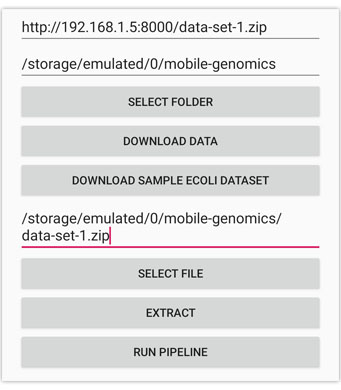 http://192.168.1.5:8000/data-set-1.zip
/storage/emulated/0/mobile-genomics
SELECT FOLDER
DOWNLOAD DATA
DOWNLOAD SAMPLE ECOLI DATASET
/storage/emulated/0/mobile-genomics/
data-set-1.zip
SELECT FILE
EXTRACT
RUN PIPELINE